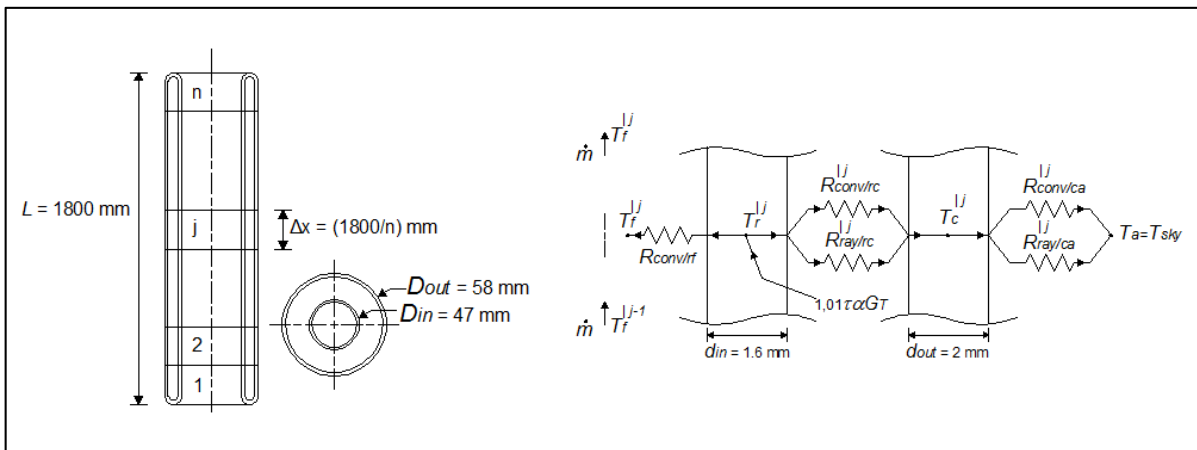 n
L = 1800 mm
j
Δx = (1800/n) mm
Dout = 58 mm
Din = 47 mm
2
1
ṁ
Tf|j
Tf|j
Rconv/rf
Tr|j
Rconv/rc|j
Rray/rc|j
Tc|j
Rconv/ca|j
Rray/ca|j
Ta=Tsky
1,01ταGT
ṁ
Tf|j-1
din = 1.6 mm
dout = 2 mm